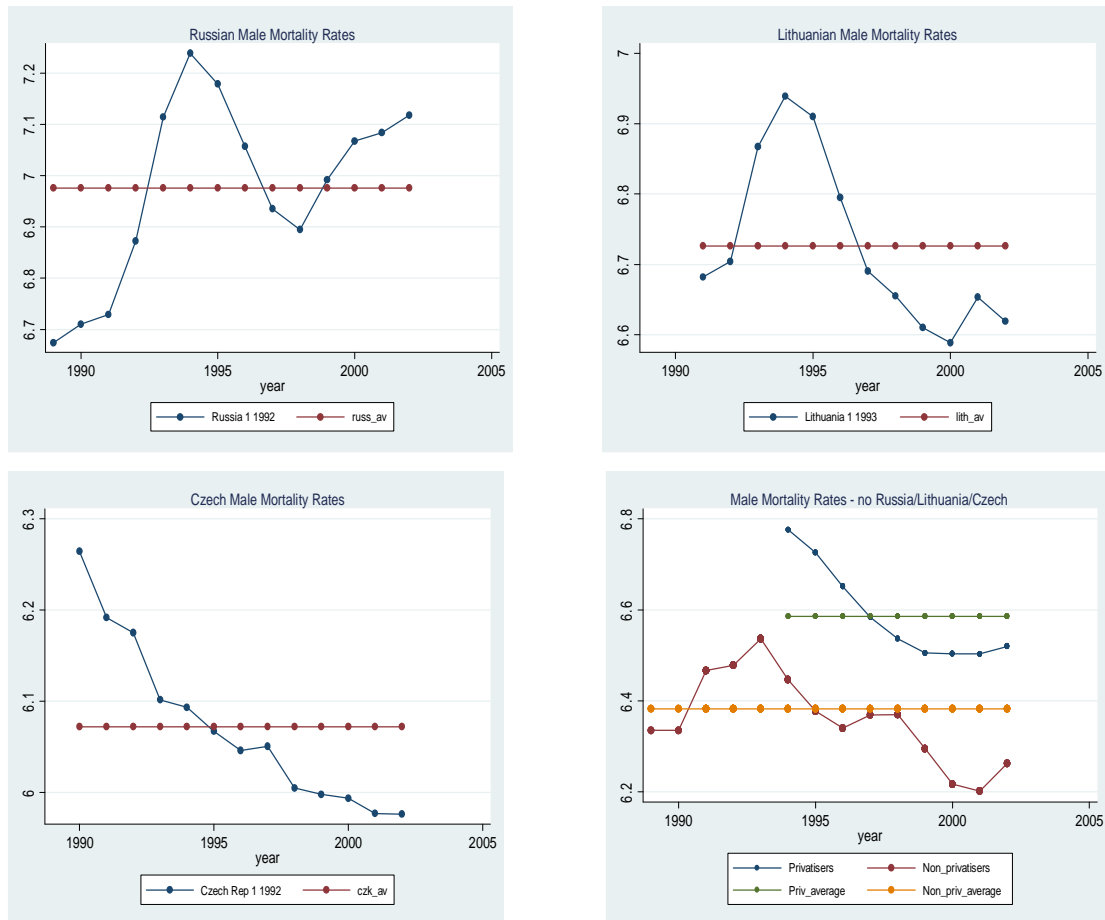 Russian Male Mortality Rates
7.2
7.1
7
6.9
6.8
6.7
1990 1995 2000 2005
year
Russia 1 1992 russ_av
Lithuanian Male Mortality Rates
7
6.9
6.8
6.7
6.6
1990 1995 2000 2005
year
Lithuania 1 1993 lith_av
Czech Male Mortality Rates
6.3
6.2
6.1
6
1990 1995 2000 2005
year
Czech Rep 1 1992 czk_av
Male Mortality Rates - no Russia/Lithuania/Czech
6.8
6.6
6.4
6.2
1990 1995 2000 2005
year
Privatisers Non_privatisers
Priv_average Non_priv_average